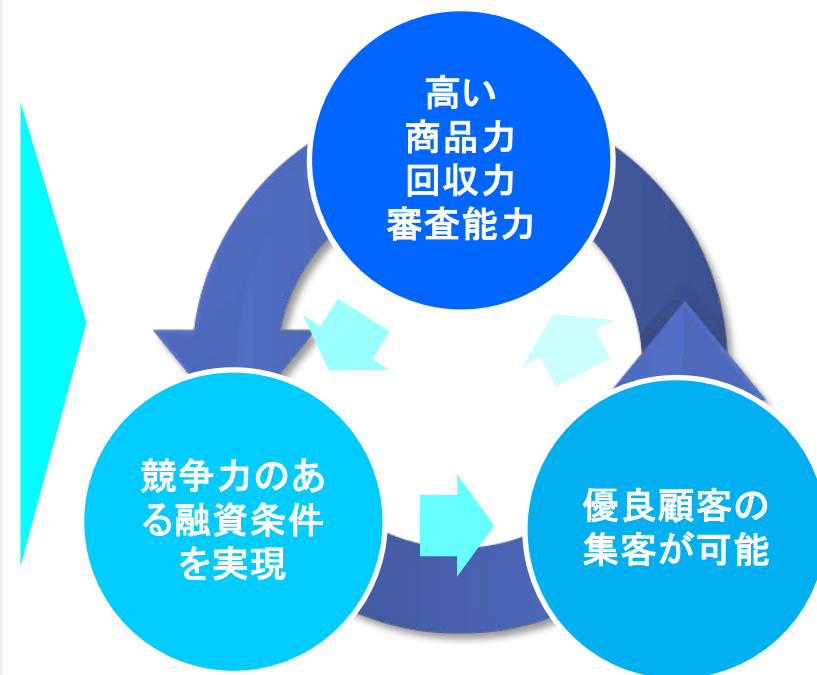 高い
商品力
回収力
審査能力
競争力のあ
る融資条件
を実現
優良顧客の
集客が可能